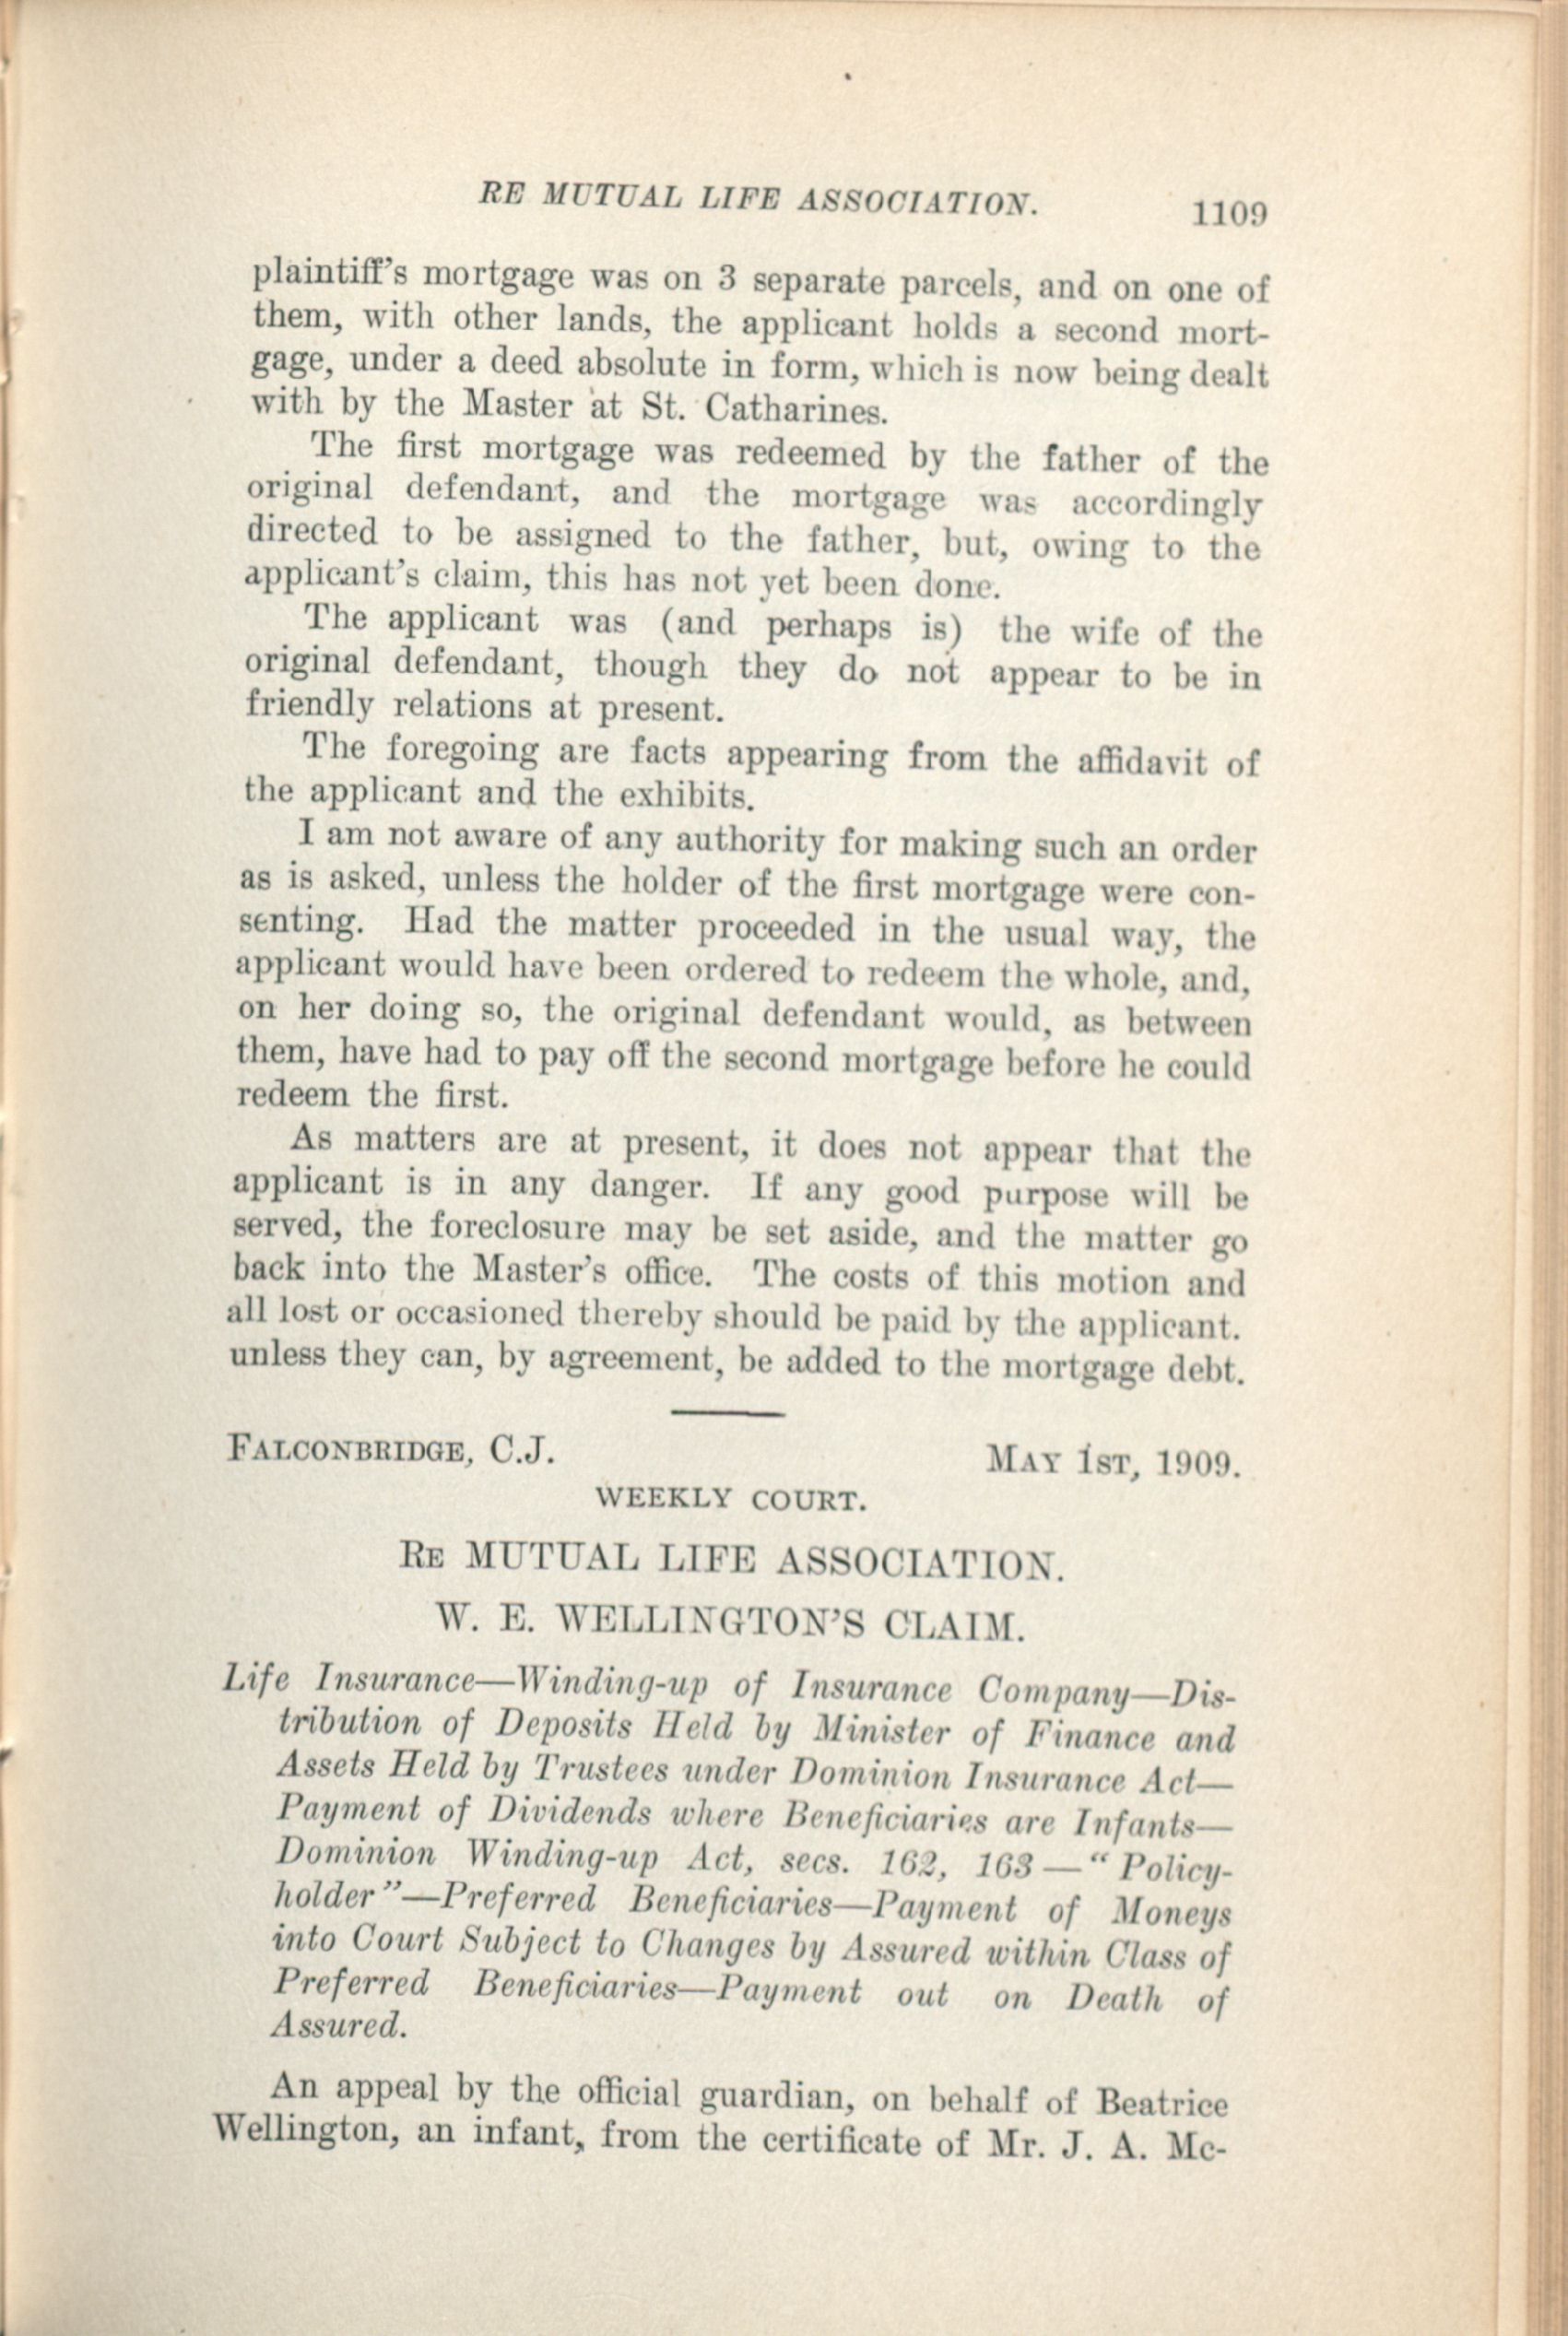 RE MUTUAL LIFE ASSOCIATION. 1109
plaintiff's mortgage was on 3 separate parcels, and on one of
them, with other lands, the applicant holds a second mort-
gage, under a deed absolute in form, which is now being dealt
with by the Master at St. Catharines.
The first mortgage was redeemed by the father of the
original defendant, and the mortgage was accordingly
directed to be assigned to the father, but, owing to the
applicant's claim, this has not yet been done.
The applicant was (and perhaps is) the wife of the
original defendant, though they do not appear to be in
friendly relations at present.
The foregoing are facts appearing from the affidavit of
the applicant and the exhibits.
I am not aware of any authority for making such an order
as is asked, unless the holder of the first mortgage were con-
senting. Had the matter proceeded in the usual way, the
applicant would have been ordered to redeem the whole, and,
on her doing so, the original defendant would, as between
them, have had to pay off the second mortgage before he could
redeem the first.
As matters are at present, it does not appear that the
applicant is in any danger. If any good purpose will be
served, the foreclosure may be set aside, and the matter go
back into the Master's office. The costs of this motion and
all lost or occasioned thereby should be paid by the applicant.
unless they can, by agreement, be added to the mortgage debt.
FALCONBRIDGE, C.J. MAY 1ST, 1909.
WEEKLY COURT.
RE MUTUAL LIFE ASSOCIATION.
W. E. WELLINGTON'S CLAIM.
Life Insurance—Winding-up of Insurance Company—Dis-
tribution of Deposits Held by Minister of Finance and
Assets Held by Trustees under Dominion Insurance Act—
Payment of Dividends where Beneficiaries are Infants—
Dominion Winding-up Act, secs. 162, 163—"Policy-
holder"—Preferred Beneficiaries—Payment of Moneys
into Court Subject to Changes by Assured within Class of
Preferred Beneficiaries—Payment out on Death of
Assured.
An appeal by the official guardian, on behalf of Beatrice
Wellington, an infant, from the certificate of Mr. J. A. Mc-